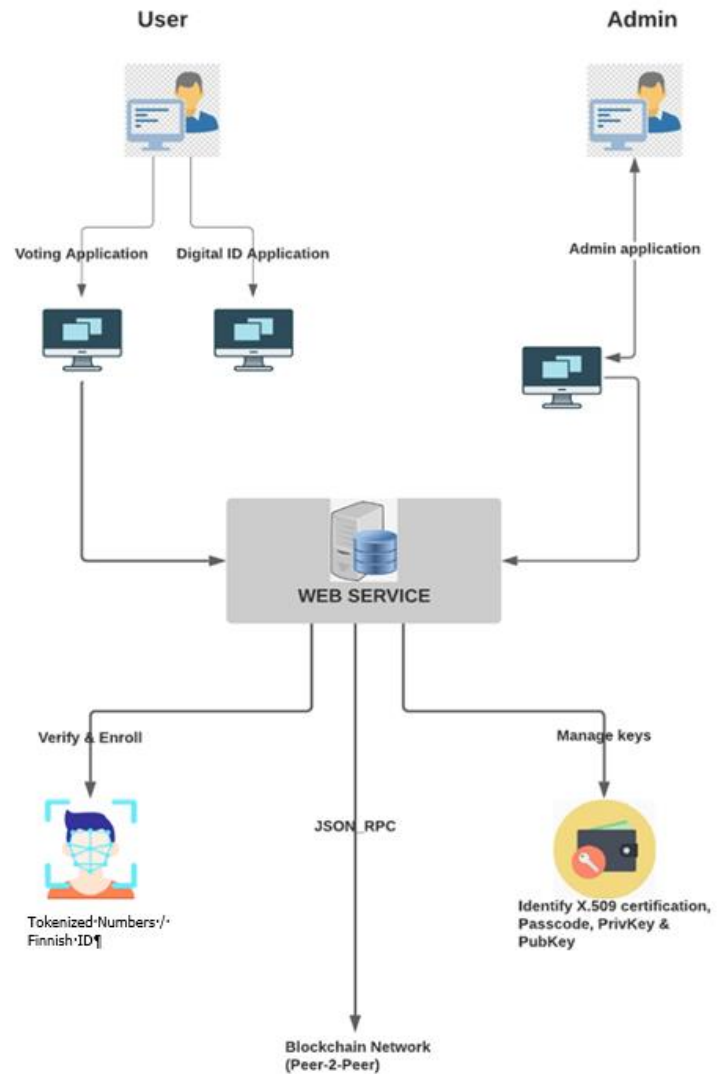 User
Admin
Voting Application
Digital ID Application
Admin application
WEB SERVICE
Verify & Enroll
Manage keys
JSON_RPC
Tokenized·Numbers·/·
Finnish·ID¶
Identify X.509 certification,
Passcode, PrivKey &
PubKey
Blockchain Network
(Peer-2-Peer)